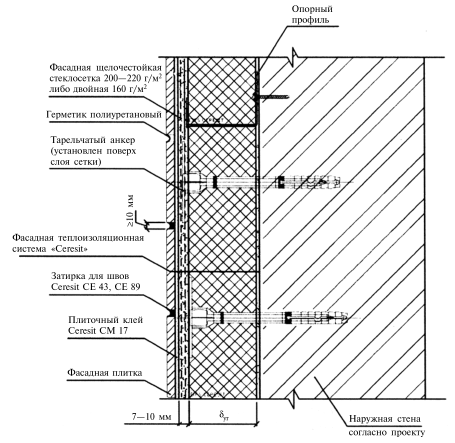 Опорный
профиль
Фасадная щелочестойкая
стеклосетка 200—220 г/м²
либо двойная 160 г/м²
Герметик полиуретановый
Тарельчатый анкер
(установлен поверх
слоя сетки)
≥10 мм
Фасадная теплоизоляционная
система «Ceresit»
Затирка для швов
Ceresit CE 43, CE 89
Плиточный клей
Ceresit CM 17
Фасадная плитка
7—10 мм
δут
Наружная стена
согласно проекту